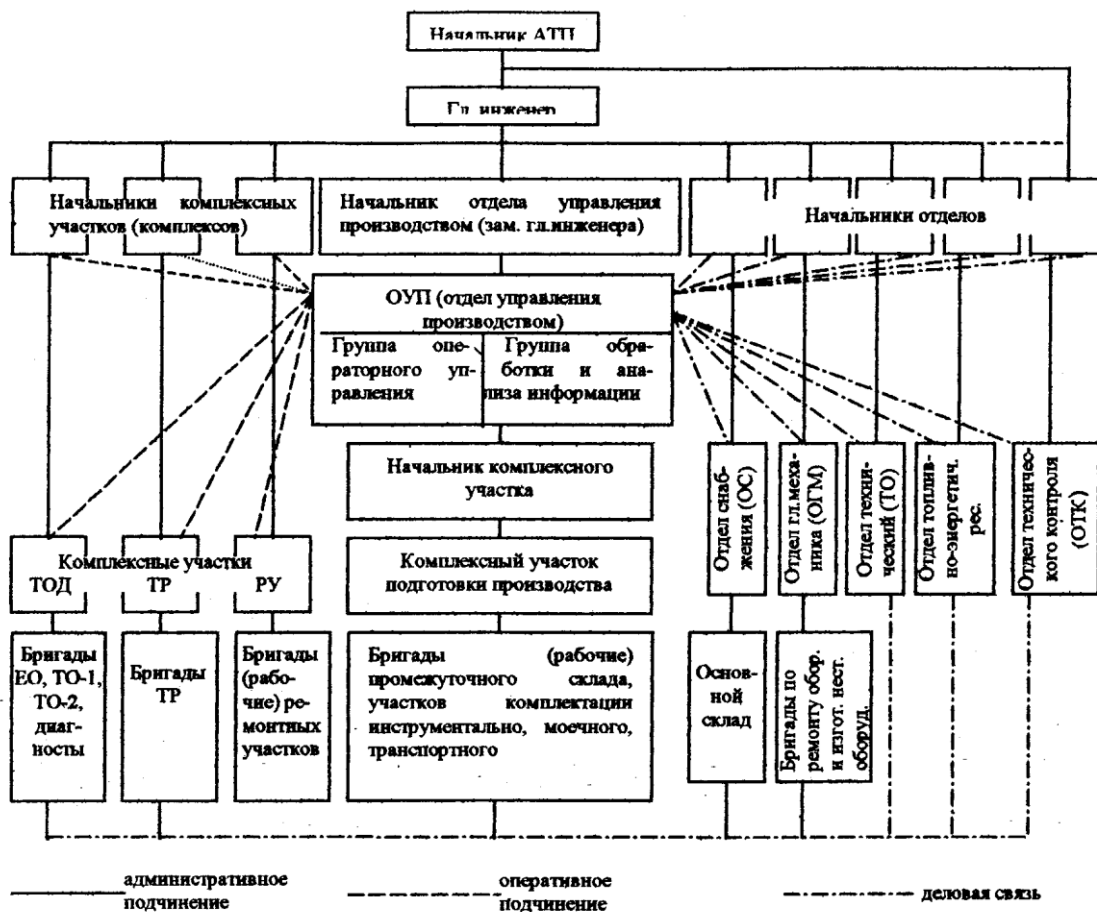 Начальник АТП
Гл. инженер
Начальники комплексных
участков (комплексов)
Начальник отдела управления
производством (зам. гл.инженера)
Начальники отделов
ОУП (отдел управления
производством)
Группа опе-
раторного уп-
равления
Группа обра-
ботки и ана-
лиза информации
Начальник комплексного
участка
Комплексный участок
подготовки производства
Комплексные участки
ТОД ТР РУ
Отдел снаб-
жения (ОС)
Отдел гл.меха-
ника (ОГМ)
Отдел техни-
ческий (ТО)
Отдел топлив-
но-энергетич.
рес.
Отдел техничес-
кого контроля
(ОТК)
Бригады
ЕО, ТО-1,
ТО-2,
диаг-
носты
Бригады
ТР
Бригады
(рабо-
чие) ре-
монтных
участков
Бригады (рабочие)
промежуточного склада,
участков комплектации
инструментально, моечного,
транспортного
Основ-
ной
склад
Бригады по
ремонту обор.
и изгот. нест.
оборуд.
административное
подчинение
оперативное
подчинение
деловая связь